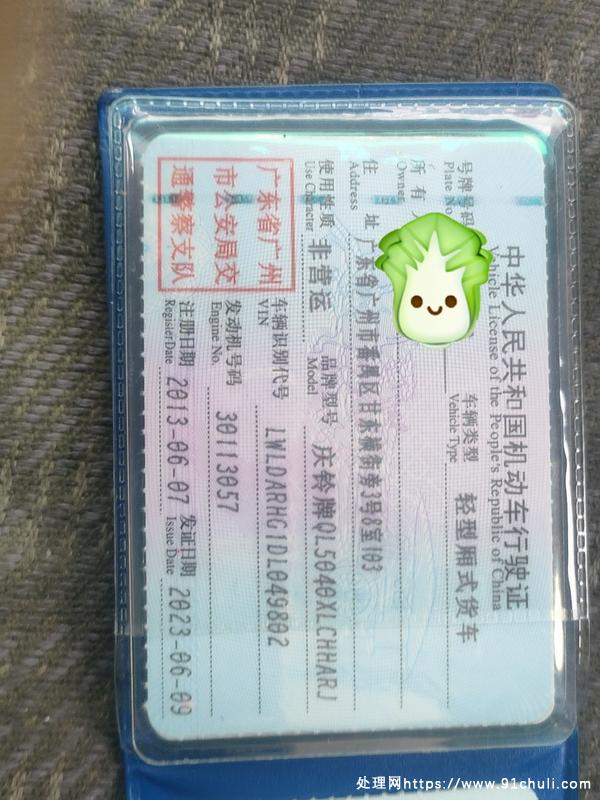 中华人民共和国机动车行驶证
Vehicle License of the People's Republic of China
号牌号码
Plate No.
车辆类型 轻型厢式货车
Vehicle Type
所 有 人
Owner
住 址 广东省广州市番禺区甘东横街旁3号8室103
Address
使用性质 非营运
Use Character
品牌型号 庆铃牌QL5040XLCHHARJ
Model
广东省广州
市公安局交
通警察支队
车辆识别代号 LWLDARHG1DL049802
VIN
发动机号码 30113057
Engine No.
注册日期 2013-06-07
Register Date
发证日期 2023-06-09
Issue Date
处理网https://www.91chuli.com